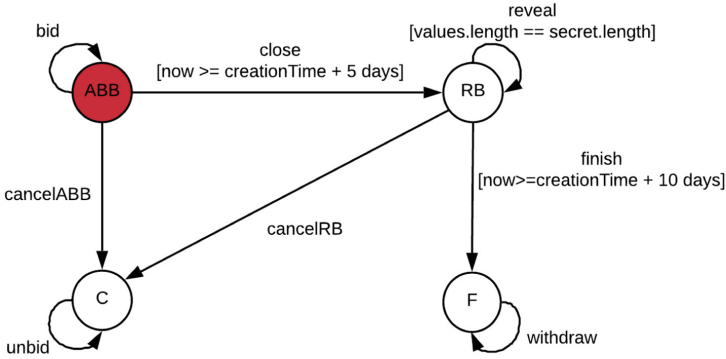 reveal
[values.length == secret.length]
bid
close
[now >= creationTime + 5 days]
ABB
RB
finish
[now>=creationTime + 10 days]
cancelABB
cancelRB
C
F
unbid
withdraw